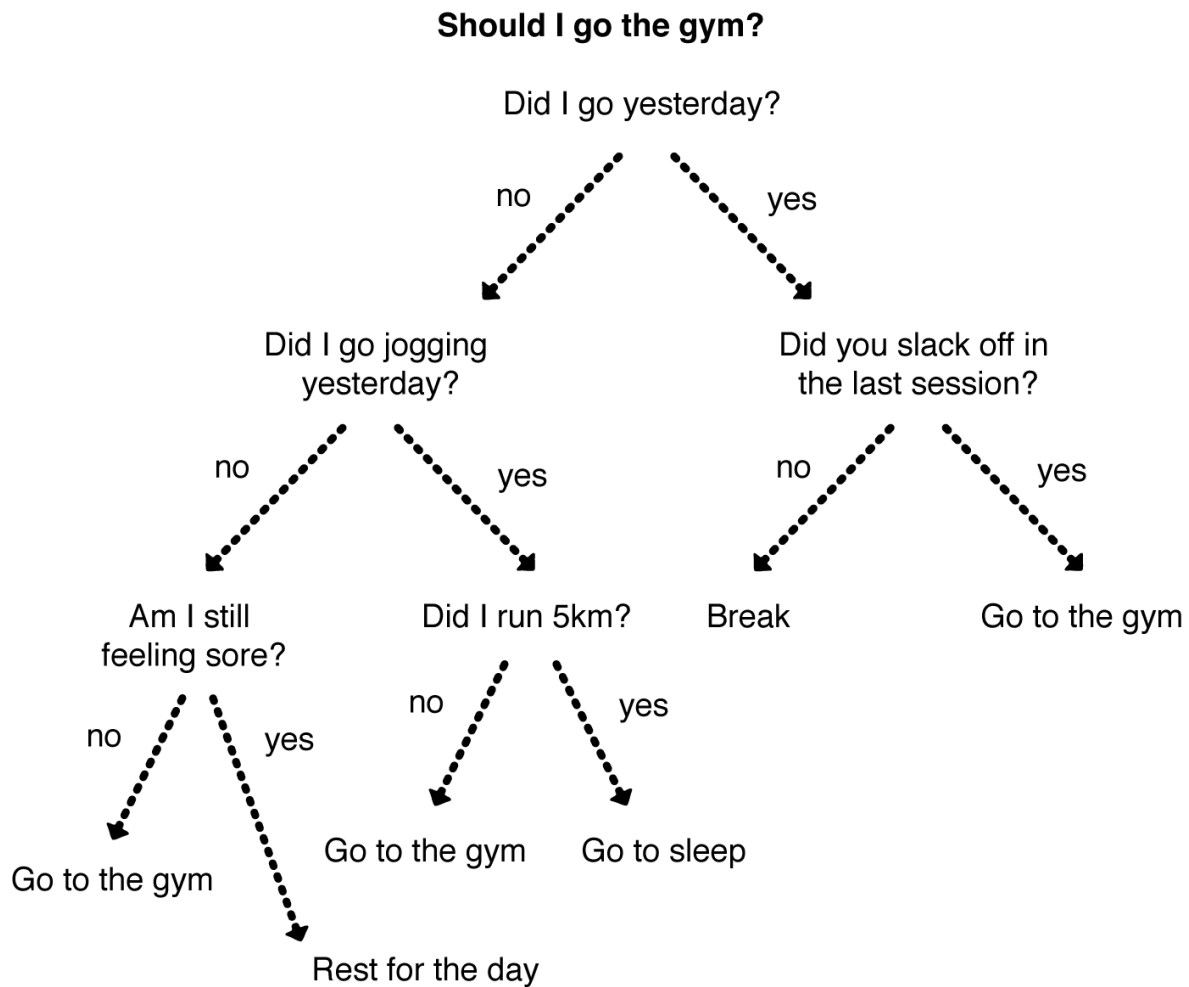 Should I go the gym?
Did I go yesterday?
no
yes
Did I go jogging
yesterday?
Did you slack off in
the last session?
no
yes
no
yes
Am I still
feeling sore?
Did I run 5km?
Break
Go to the gym
no
yes
no
yes
Go to the gym
Go to the gym
Go to sleep
Rest for the day